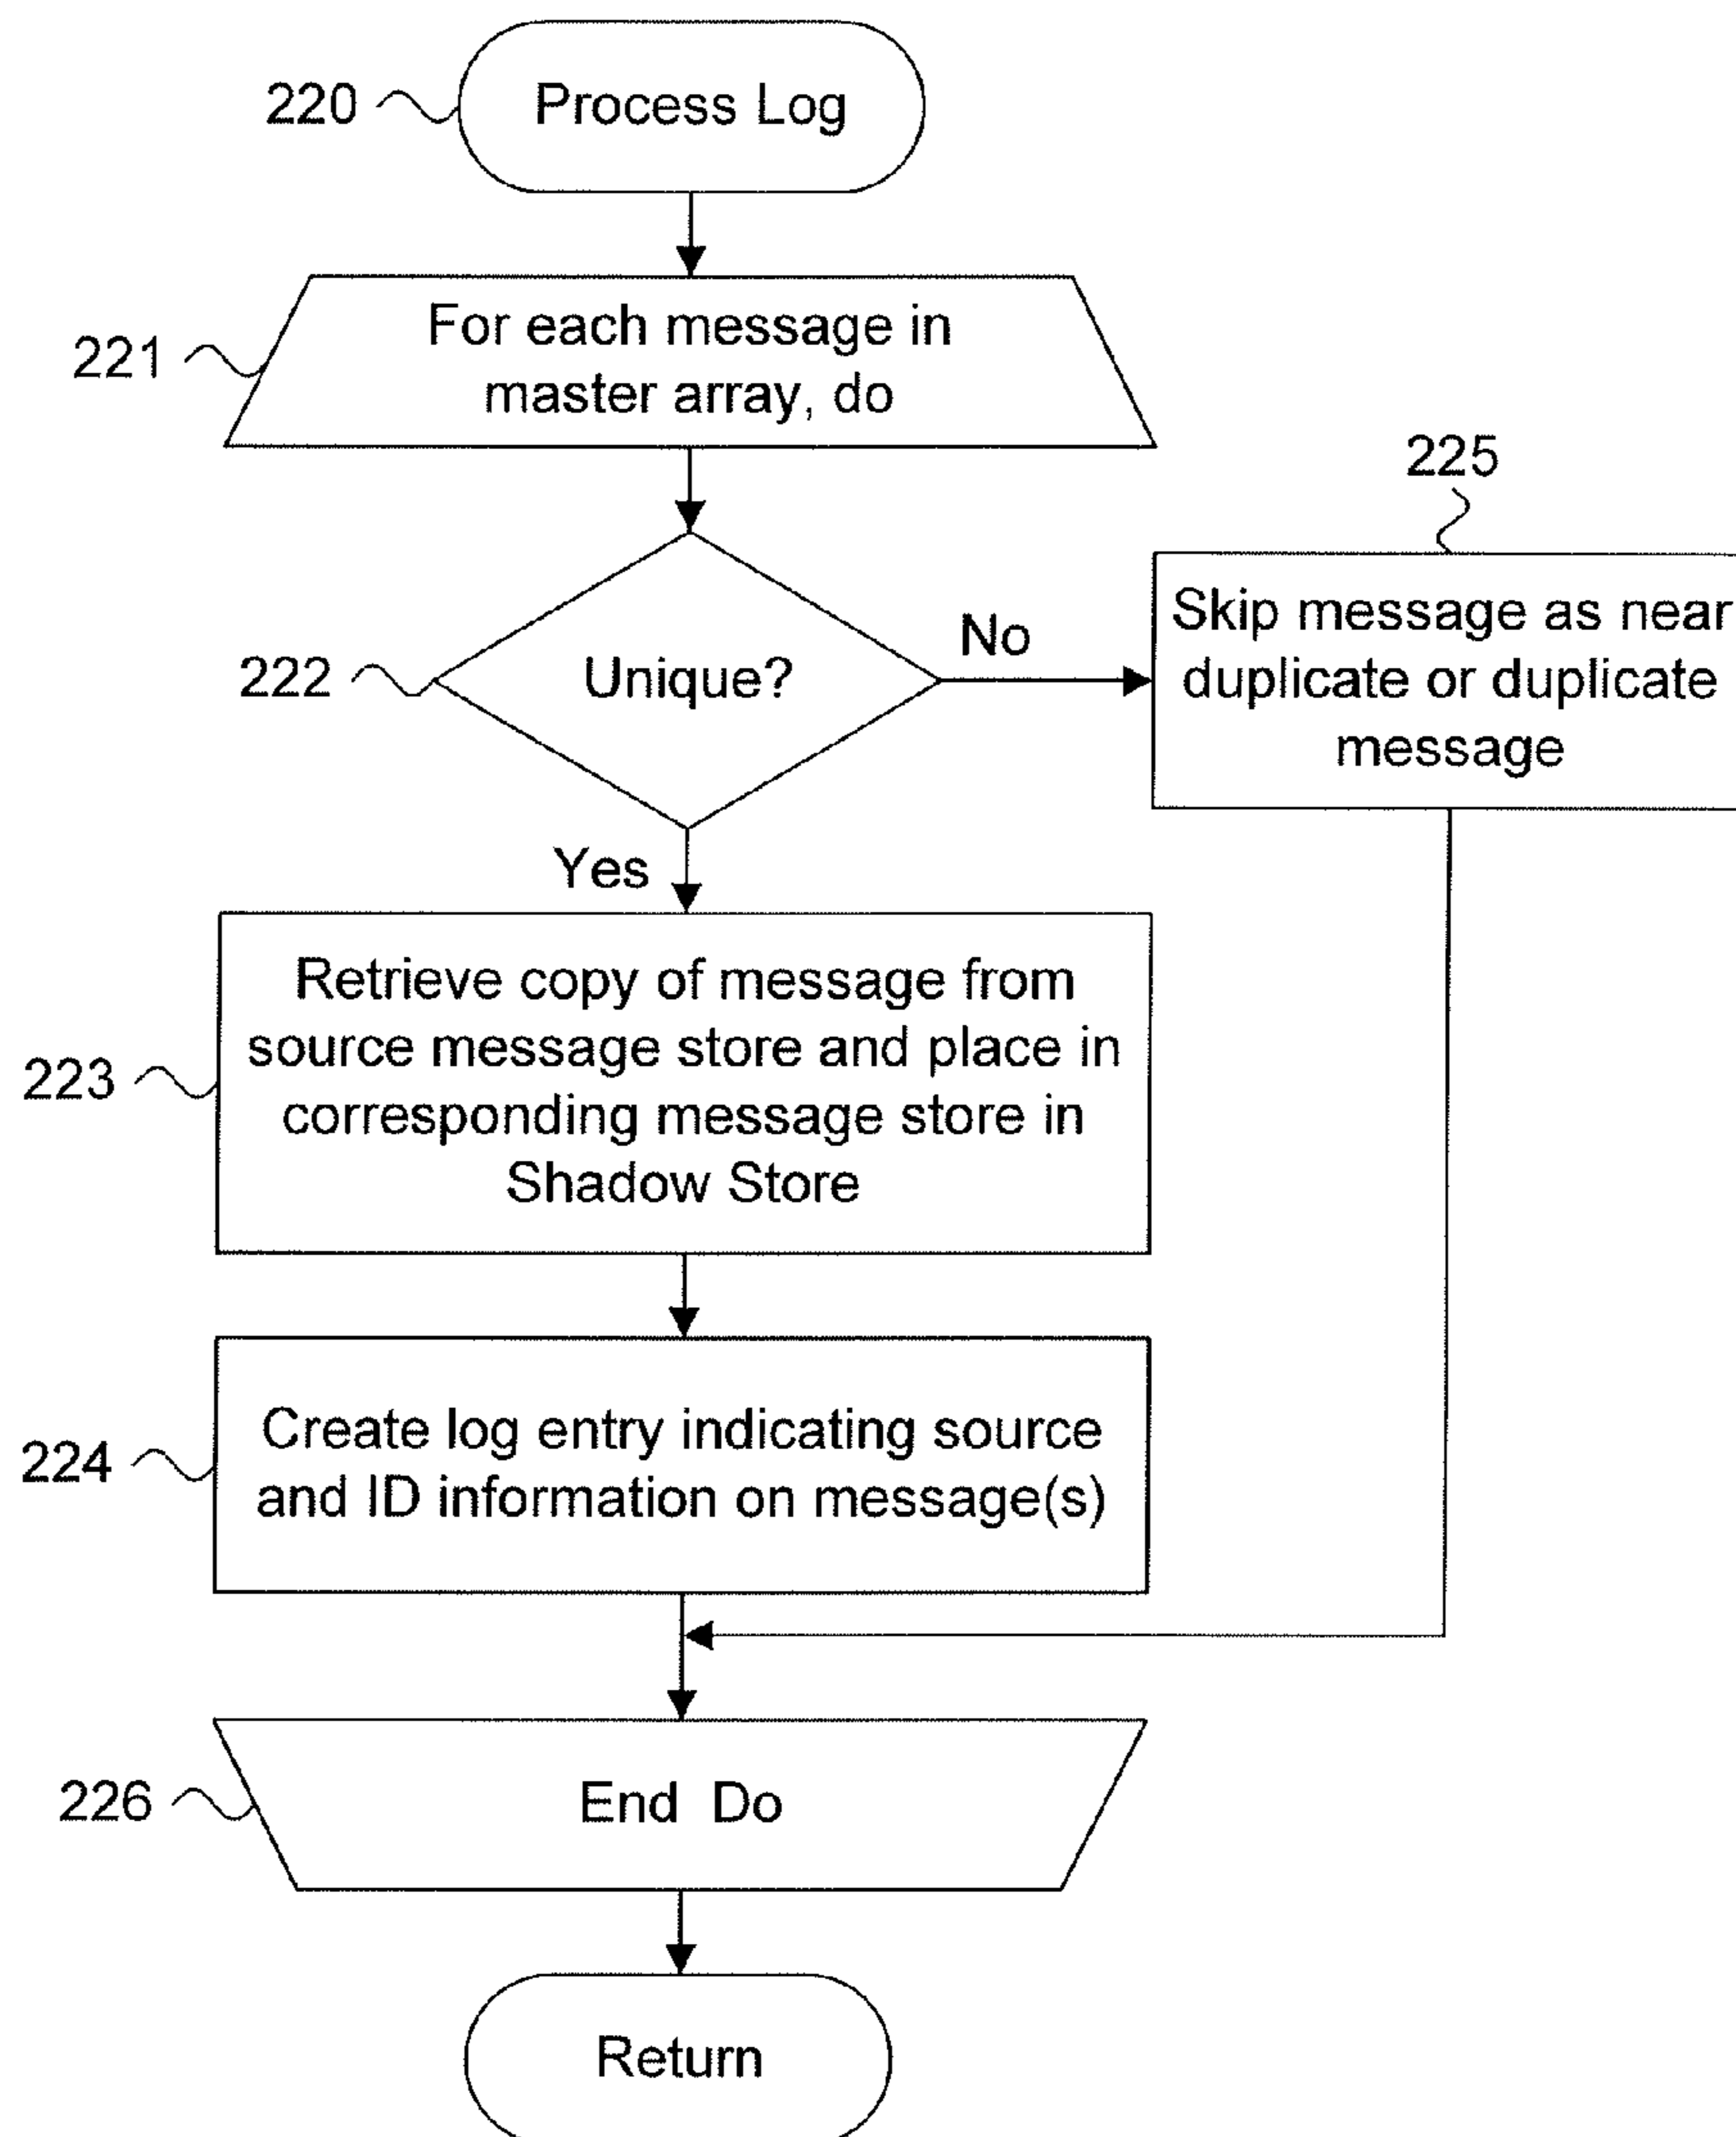 220
Process Log
221
For each message in
master array, do
222
Unique?
No
225
Skip message as near
duplicate or duplicate
message
Yes
223
Retrieve copy of message from
source message store and place in
corresponding message store in
Shadow Store
224
Create log entry indicating source
and ID information on message(s)
226
End Do
Return